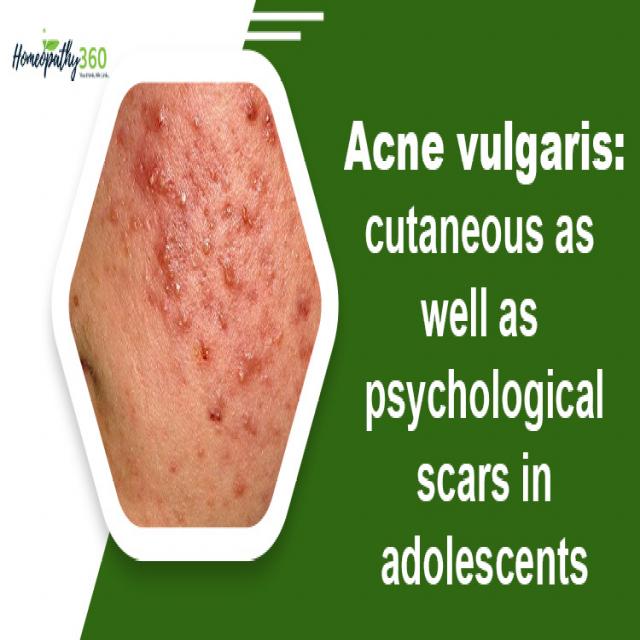 Homeopathy360
Acne vulgaris:
cutaneous as
well as
psychological
scars in
adolescents